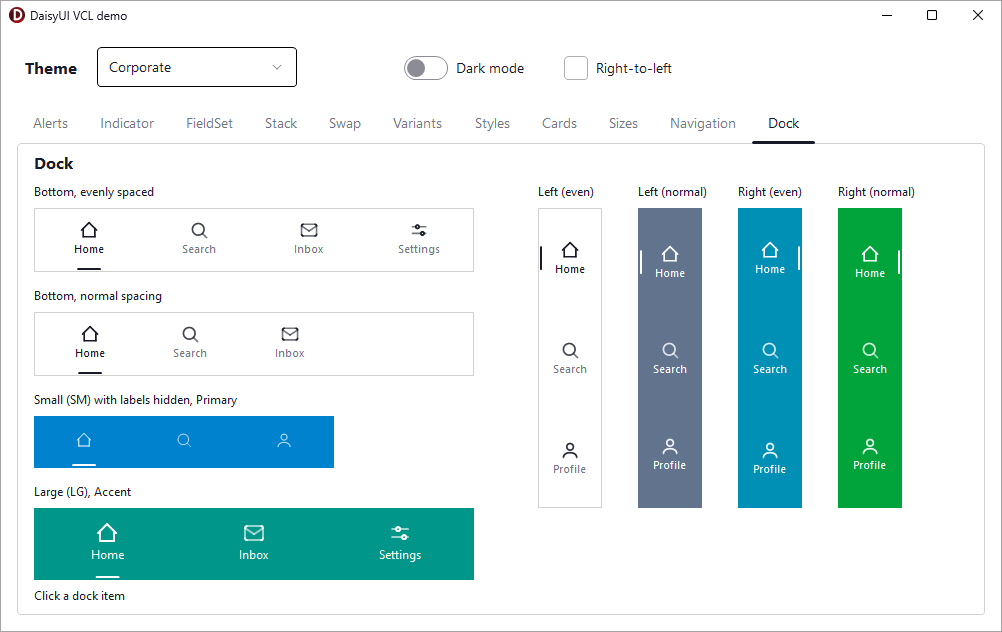 DaisyUI VCL demo
Theme
Corporate
Dark mode
Right-to-left
Alerts Indicator FieldSet Stack Swap Variants Styles Cards Sizes Navigation Dock
Dock
Bottom, evenly spaced
Home Search Inbox Settings
Bottom, normal spacing
Home Search Inbox
Small (SM) with labels hidden, Primary
Large (LG), Accent
Home Inbox Settings
Click a dock item
Left (even) Left (normal) Right (even) Right (normal)
Home Home Home Home
Search Search Search Search
Profile Profile Profile Profile